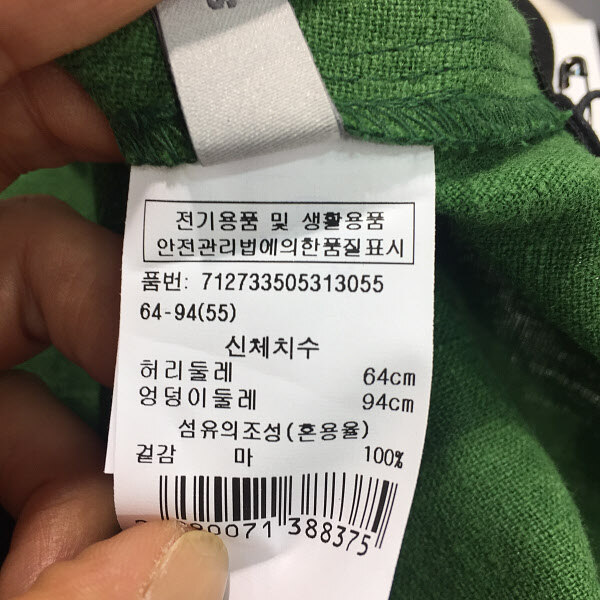 S
전기용품 및 생활용품
안전관리법에의한품질표시
품번: 712733505313055
64-94(55)
신체치수
허리둘레 64cm
엉덩이둘레 94cm
섬유의조성(혼용율)
겉감 마 100%
90071 388375